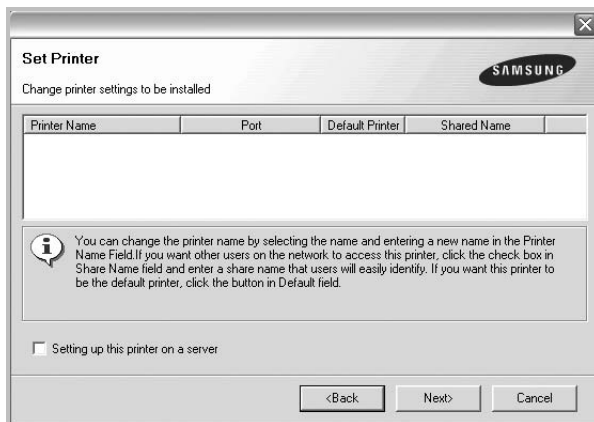 Set Printer
SAMSUNG
Change printer settings to be installed
Printer Name Port Default Printer Shared Name
You can change the printer name by selecting the name and entering a new name in the Printer
Name Field.If you want other users on the network to access this printer, click the check box in
Share Name field and enter a share name that users will easily identify. If you want this printer to
be the default printer, click the button in Default field.
Setting up this printer on a server
<Back Next> Cancel